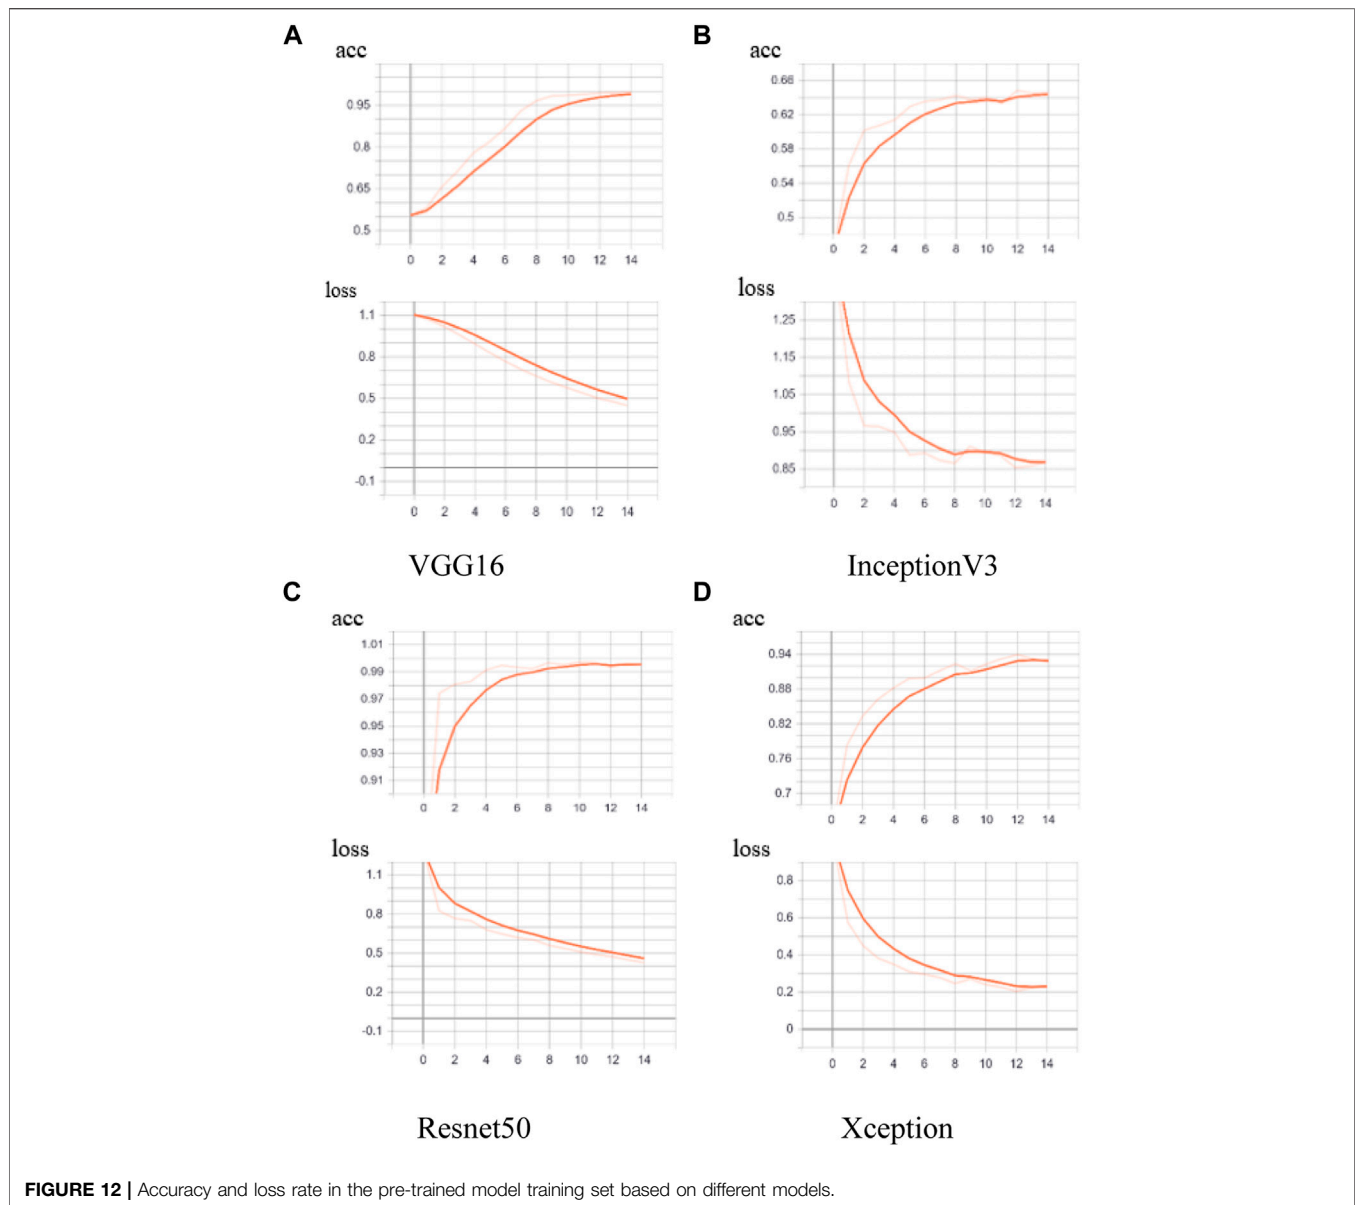 A
acc
0.95
0.8
0.65
0.5
0 2 4 6 8 10 12 14
loss
1.1
0.8
0.5
0.2
-0.1
0 2 4 6 8 10 12 14
VGG16
B
acc
0.66
0.62
0.58
0.54
0.5
0 2 4 6 8 10 12 14
loss
1.25
1.15
1.05
0.95
0.85
0 2 4 6 8 10 12 14
InceptionV3
C
acc
1.01
0.99
0.97
0.95
0.93
0.91
0 2 4 6 8 10 12 14
loss
1.1
0.8
0.5
0.2
-0.1
0 2 4 6 8 10 12 14
Resnet50
D
acc
0.94
0.88
0.82
0.76
0.7
0 2 4 6 8 10 12 14
loss
0.8
0.6
0.4
0.2
0
0 2 4 6 8 10 12 14
Xception
FIGURE 12 | Accuracy and loss rate in the pre-trained model training set based on different models.